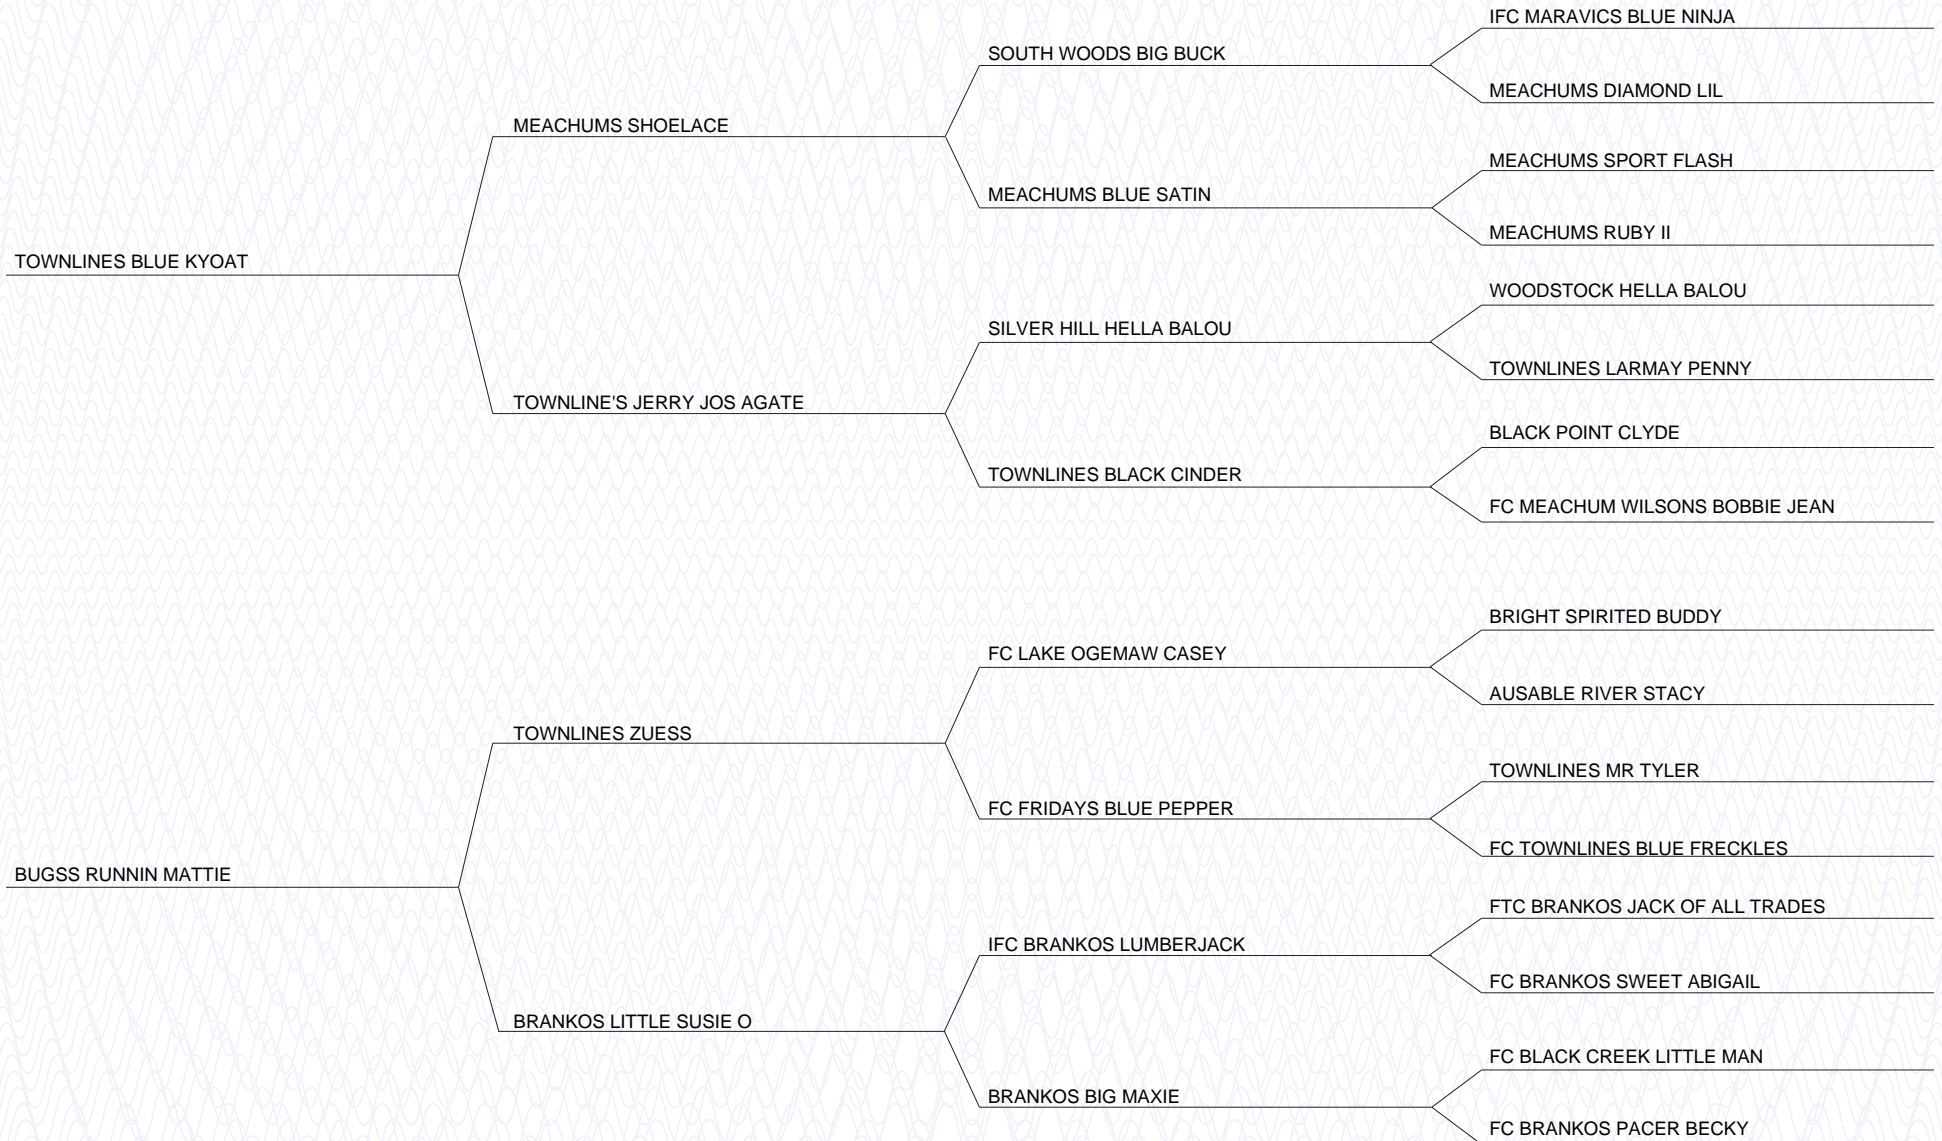 IFC MARAVICS BLUE NINJA
SOUTH WOODS BIG BUCK
MEACHUMS DIAMOND LIL
MEACHUMS SHOELACE
MEACHUMS SPORT FLASH
MEACHUMS BLUE SATIN
MEACHUMS RUBY II
TOWNLINES BLUE KYOAT
WOODSTOCK HELLA BALOU
SILVER HILL HELLA BALOU
TOWNLINES LARMAY PENNY
TOWNLINE'S JERRY JOS AGATE
BLACK POINT CLYDE
TOWNLINES BLACK CINDER
FC MEACHUM WILSONS BOBBIE JEAN
BRIGHT SPIRITED BUDDY
FC LAKE OGEMAW CASEY
AUSABLE RIVER STACY
TOWNLINES ZUESS
TOWNLINES MR TYLER
FC FRIDAYS BLUE PEPPER
FC TOWNLINES BLUE FRECKLES
BUGSS RUNNIN MATTIE
FTC BRANKOS JACK OF ALL TRADES
IFC BRANKOS LUMBERJACK
FC BRANKOS SWEET ABIGAIL
BRANKOS LITTLE SUSIE O
FC BLACK CREEK LITTLE MAN
BRANKOS BIG MAXIE
FC BRANKOS PACER BECKY